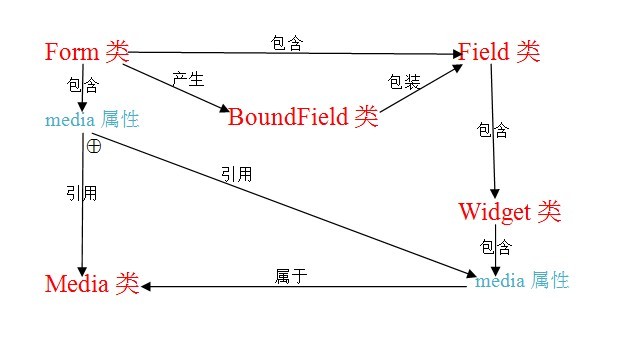 Form 类
包含
Field 类
包含
产生
包装
media 属性
BoundField 类
包含
引用
引用
Widget 类
包含
Media 类
属于
media 属性